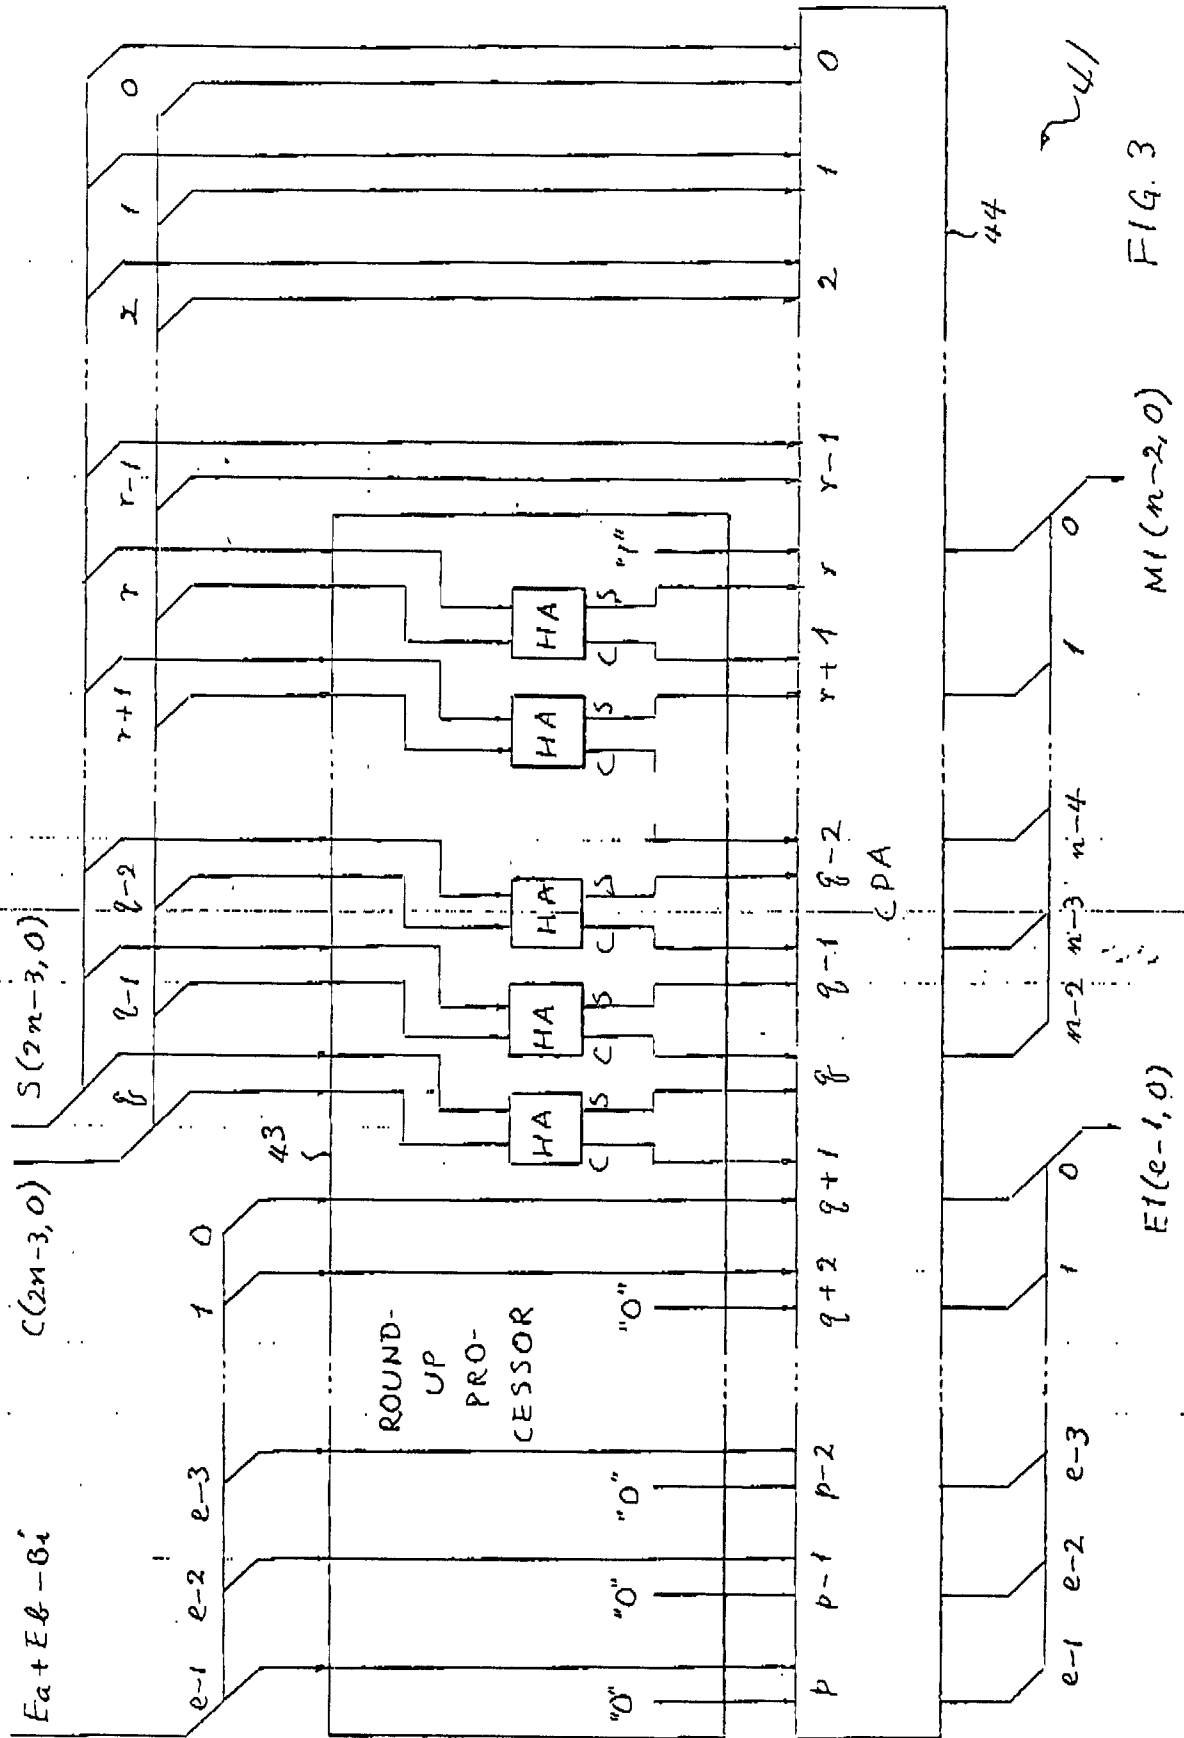 Ea+Eb-Bi
C(2n-3,0)
S(2n-3,0)
e-1 e-2 e-3 1 0
q q-1 q-2 r+1 r r-1 2 1 0
43
ROUND-
UP
PRO-
CESSOR
HA HA HA HA HA
C S C S C S C S C S
"0" "0" "0" "0" "1"
p p-1 p-2 q+2 q+1 q q-1 q-2 r+1 r r-1 2 1 0
CPA
44
e-1 e-2 e-3 1 0
n-2 n-3 n-4 1 0
E1(e-1,0)
M1(n-2,0)
FIG. 3
41